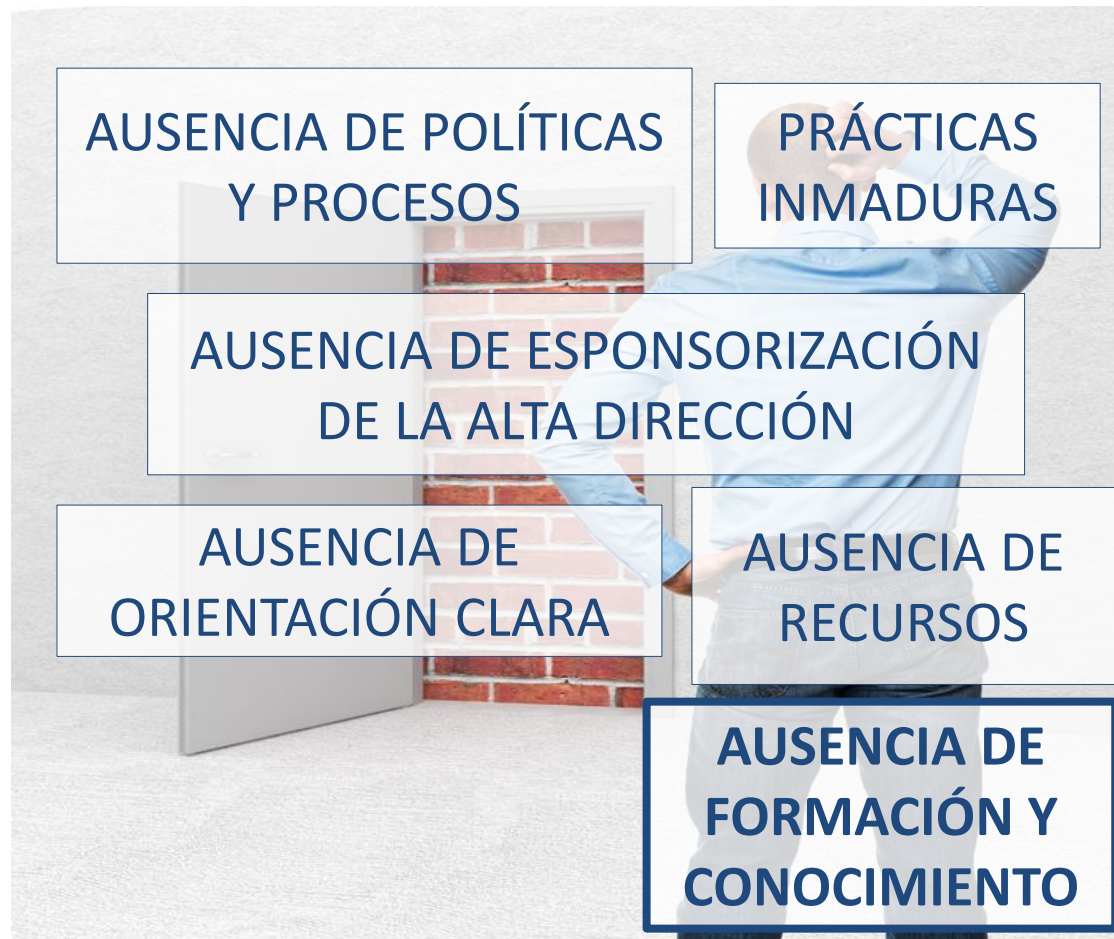 AUSENCIA DE POLÍTICAS
Y PROCESOS
PRÁCTICAS
INMADURAS
AUSENCIA DE ESPONSORIZACIÓN
DE LA ALTA DIRECCIÓN
AUSENCIA DE
ORIENTACIÓN CLARA
AUSENCIA DE
RECURSOS
AUSENCIA DE
FORMACIÓN Y
CONOCIMIENTO